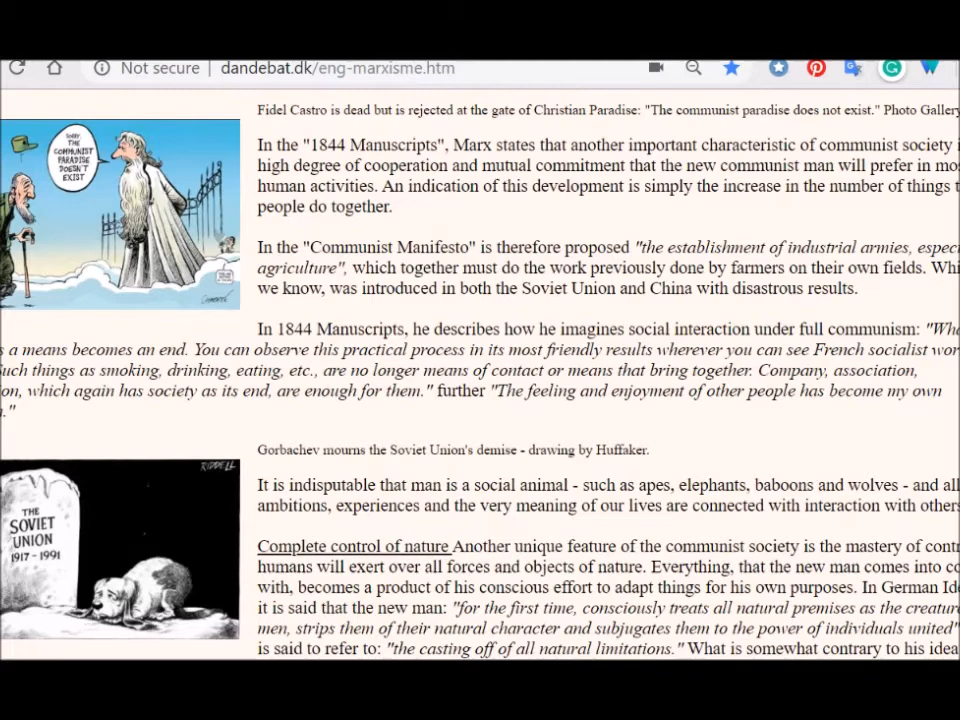 Not secure
dandebat.dk/eng-marxisme.htm
Fidel Castro is dead but is rejected at the gate of Christian Paradise: "The communist paradise does not exist." Photo Gallery
SORRY, THE COMMUNIST PARADISE DOESN'T EXIST
In the "1844 Manuscripts", Marx states that another important characteristic of communist society
high degree of cooperation and mutual commitment that the new communist man will prefer in
human activities. An indication of this development is simply the increase in the number of things
people do together.
In the "Communist Manifesto" is therefore proposed "the establishment of industrial armies,
agriculture", which together must do the work previously done by farmers on their own fields.
we know, was introduced in both the Soviet Union and China with disastrous results.
In 1844 Manuscripts, he describes how he imagines social interaction under full communism:
a means becomes an end. You can observe this practical process in its most friendly results wherever you can see French socialist
such things as smoking, drinking, eating, etc., are no longer means of contact or means that bring together. Company, association,
which again has society as its end, are enough for them." further "The feeling and enjoyment of other people has become my own
Gorbachev mourns the Soviet Union's demise - drawing by Huffaker.
RIDDELL
THE
SOVIET
UNION
1917-1991
It is indisputable that man is a social animal - such as apes, elephants, baboons and wolves - and all
ambitions, experiences and the very meaning of our lives are connected with interaction with others
Complete control of nature Another unique feature of the communist society is the mastery of
humans will exert over all forces and objects of nature. Everything, that the new man comes into
with, becomes a product of his conscious effort to adapt things for his own purposes. In German
it is said that the new man: "for the first time, consciously treats all natural premises as the
men, strips them of their natural character and subjugates them to the power of individuals united"
is said to refer to: "the casting off of all natural limitations." What is somewhat contrary to his